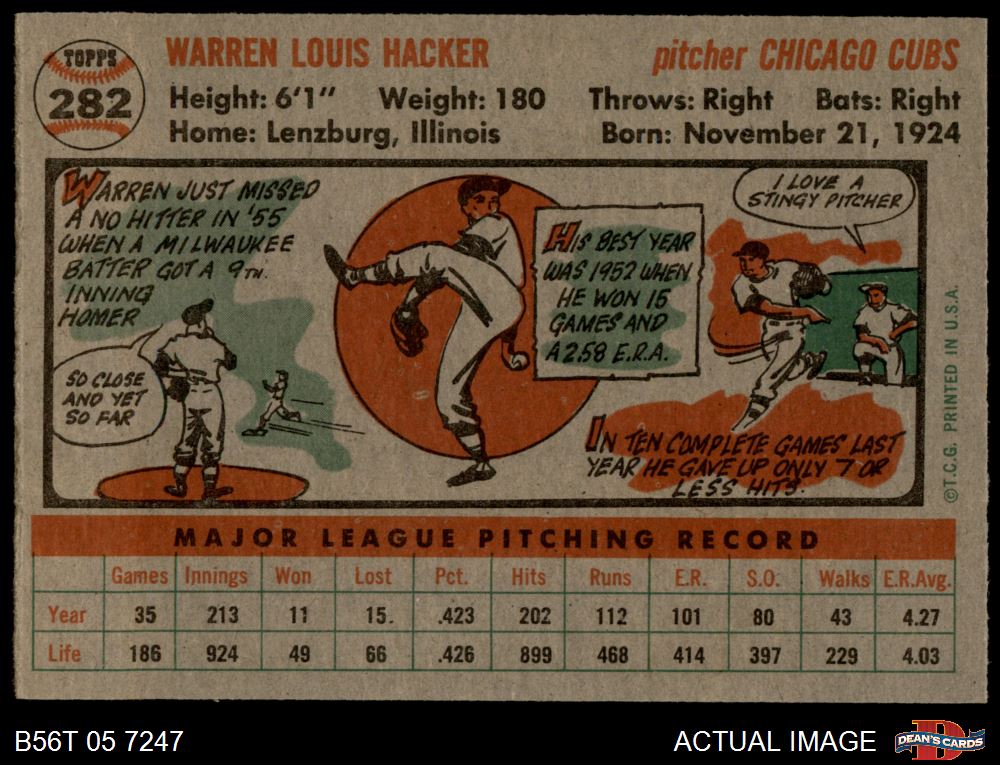 TOPPS
282
WARREN LOUIS HACKER
pitcher CHICAGO CUBS
Height: 6'1" Weight: 180 Throws: Right Bats: Right
Home: Lenzburg, Illinois Born: November 21, 1924
WARREN JUST MISSED
A NO HITTER IN '55
WHEN A MILWAUKEE
BATTER GOT A 9TH.
INNING
HOMER
SO CLOSE
AND YET
SO FAR
HIS BEST YEAR
WAS 1952 WHEN
HE WON 15
GAMES AND
A 2.58 E.R.A.
I LOVE A
STINGY PITCHER
IN TEN COMPLETE GAMES LAST
YEAR HE GAVE UP ONLY 7 OR
LESS HITS.
©T.C.G. PRINTED IN U.S.A.
MAJOR LEAGUE PITCHING RECORD
Games Innings Won Lost Pct. Hits Runs E.R. S.O. Walks E.R.Avg.
Year 35 213 11 15. .423 202 112 101 80 43 4.27
Life 186 924 49 66 .426 899 468 414 397 229 4.03
B56T 05 7247
ACTUAL IMAGE
DEAN'S CARDS